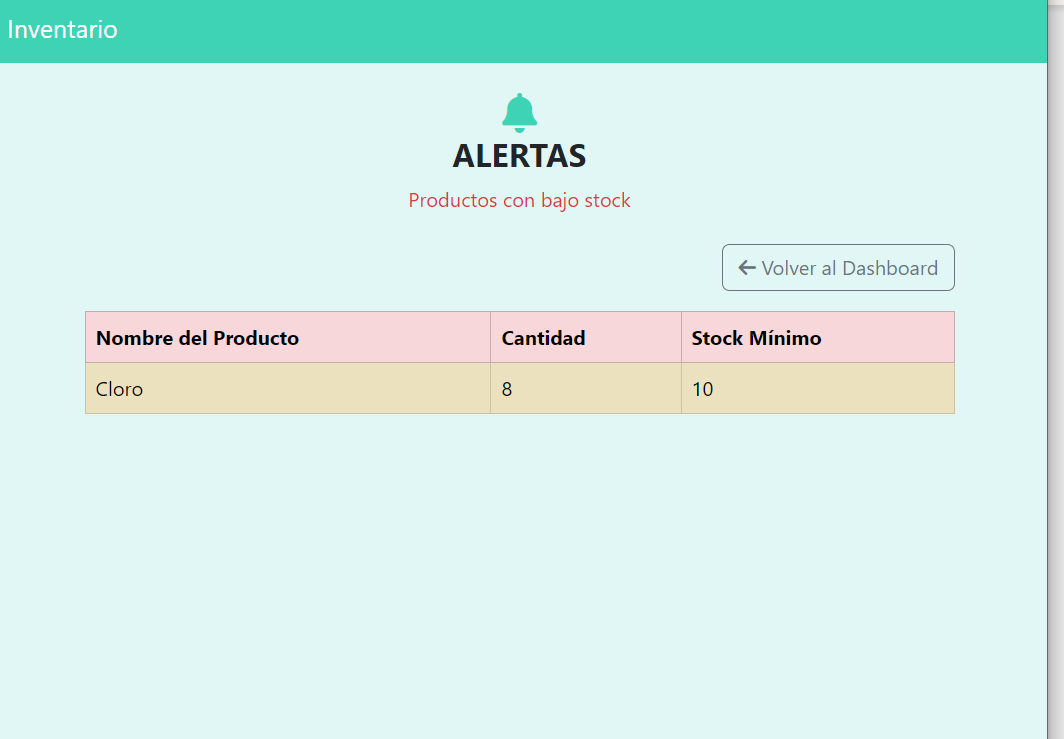 Inventario
ALERTAS
Productos con bajo stock
Volver al Dashboard
Nombre del Producto Cantidad Stock Mínimo
Cloro 8 10